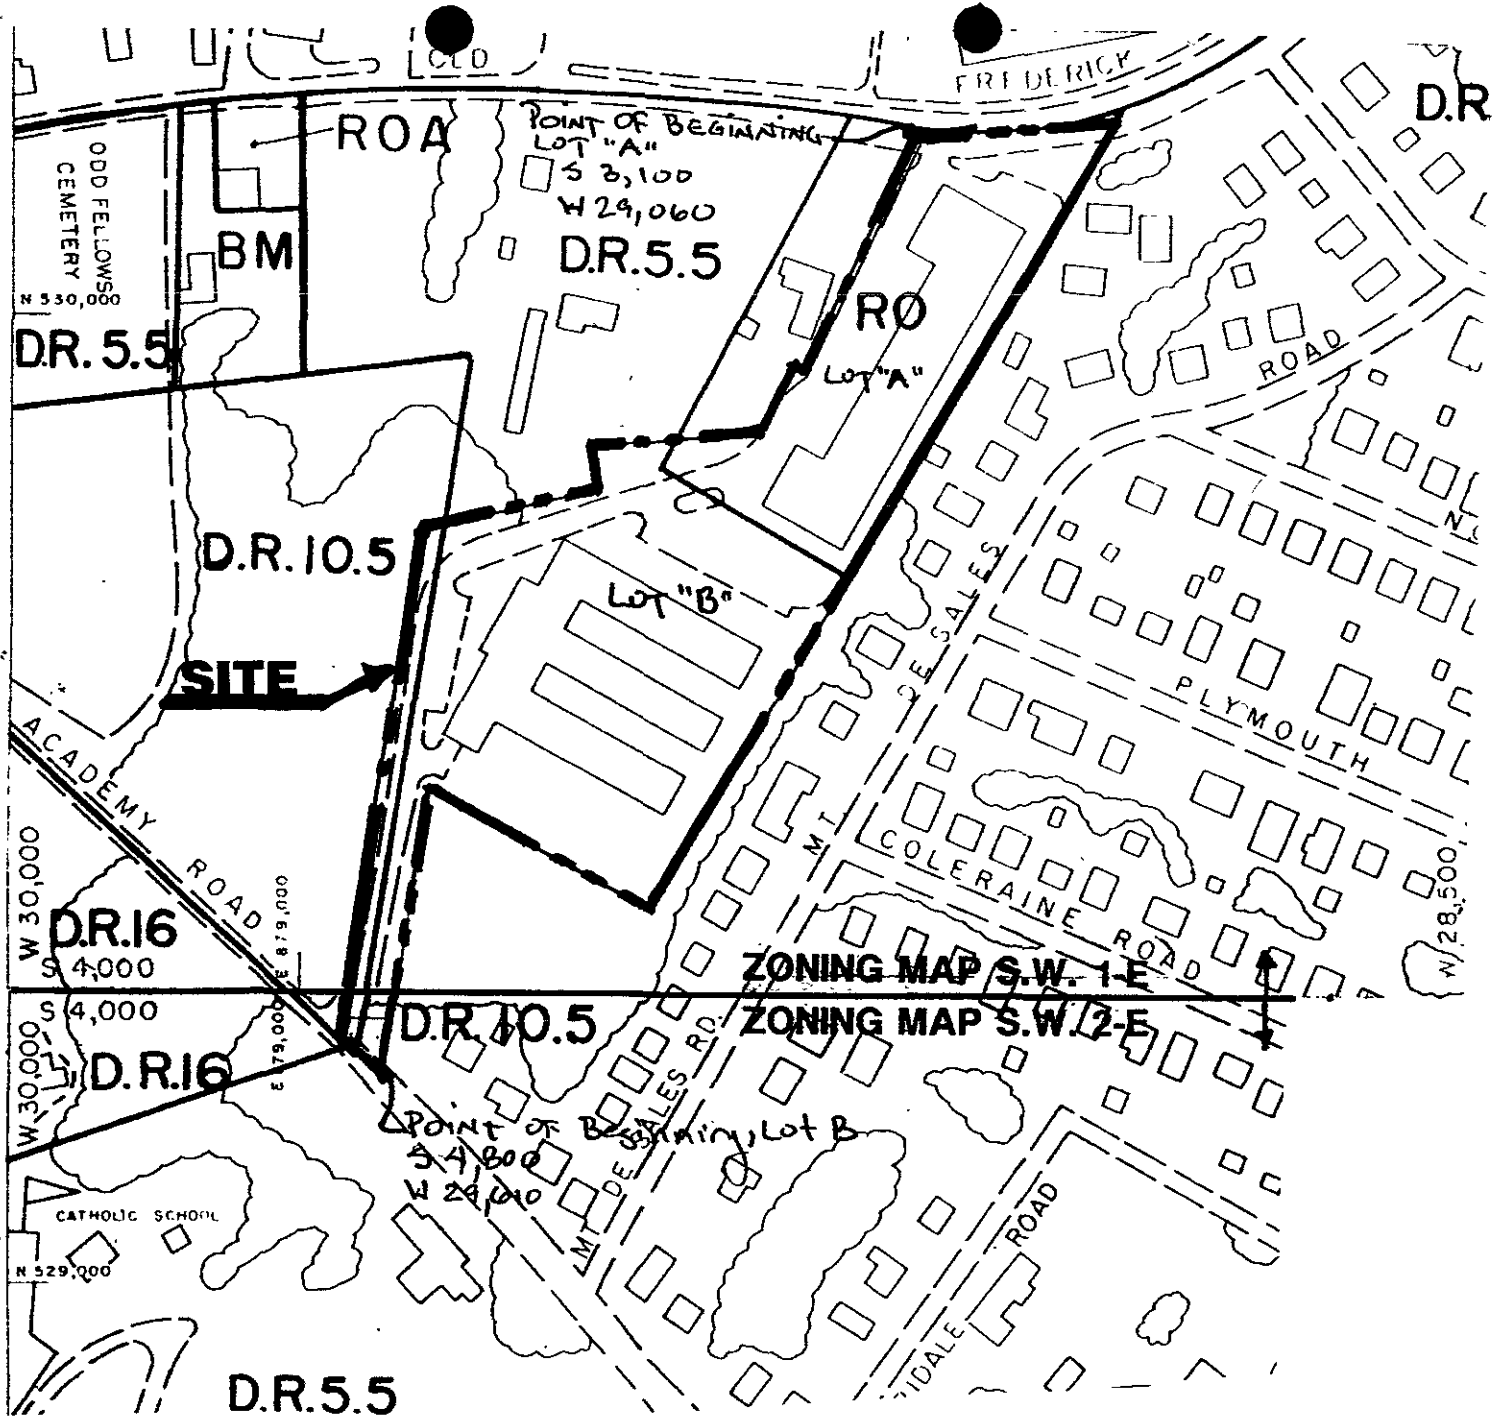 OLD
FREDERICK
D.R
ROA
POINT OF BEGINNING
LOT "A"
S 3,100
W 29,060
ODD FELLOWS
CEMETERY
BM
D.R.5.5
N 530,000
RO
D.R. 5.5
LOT "A"
ROAD
D.R.10.5
LOT "B"
SITE
DE SALES
PLYMOUTH
ACADEMY
ROAD
MT.
COLERAINE ROAD
W 30,000
E 879,000
W 28,500
D.R.16
S 4,000
ZONING MAP S.W. 1-E
S 4,000
D.R. 10.5
ZONING MAP S.W. 2-E
W 30,000
E 879,000
D.R.16
POINT OF Beginning, Lot B
S 4,800
MT. DE SALES RD.
CATHOLIC SCHOOL
ROAD
N 529,000
D.R.5.5